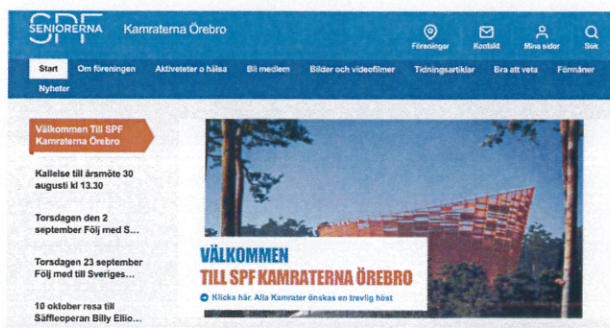 SPF
SENIORERNA
Kamraterna Örebro
Föreningar Kontakt Mina sidor Sök
Start Om föreningen Aktiveteter o hälsa Bli medlem Bilder och videofilmer Tidningsartiklar Bra att veta Förmåner
Nyheter
Välkommen Till SPF
Kamraterna Örebro
Kallelse till årsmöte 30
augusti kl 13.30
Torsdagen den 2
september Följ med S...
Torsdagen 23 september
Följ med till Sveriges...
10 oktober resa till
Säffleoperan Billy Ellio...
VÄLKOMMEN
TILL SPF KAMRATERNA ÖREBRO
Klicka här. Alla Kamrater önskas en trevlig höst